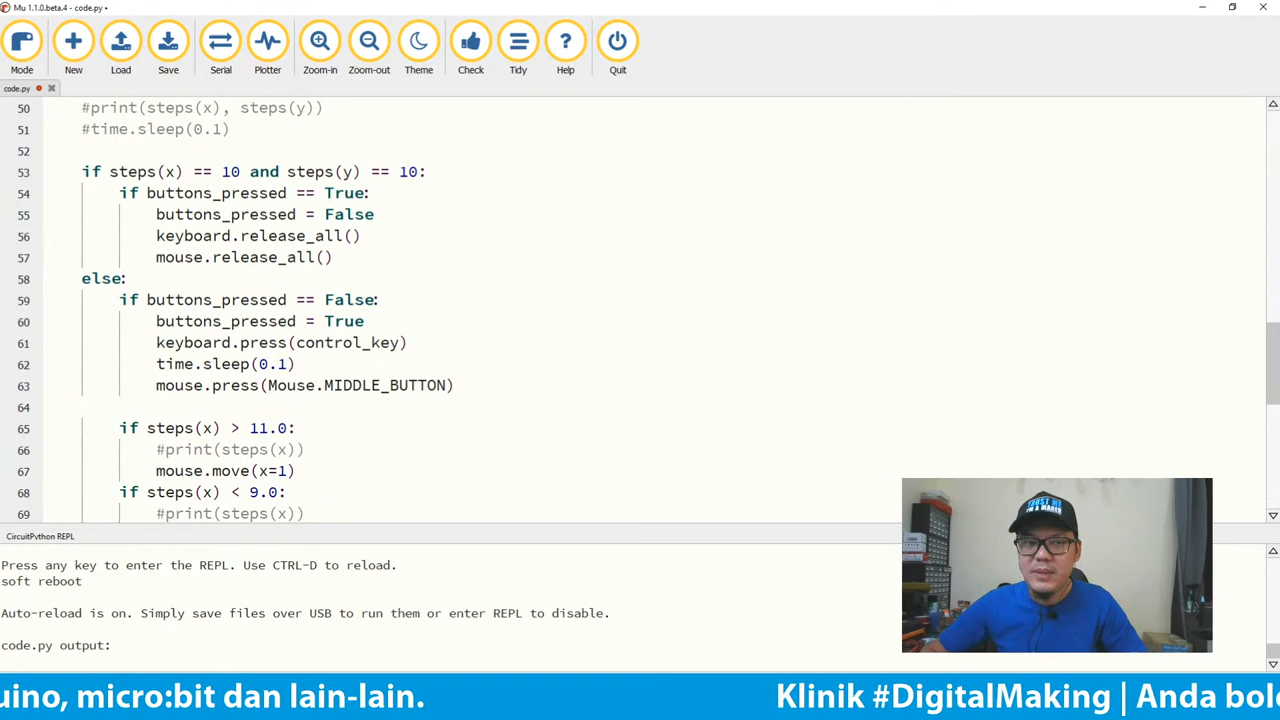 Mu 1.1.0.beta.4 - code.py •
Mode New Load Save Serial Plotter Zoom-in Zoom-out Theme Check Tidy Help Quit
code.py
50 #print(steps(x), steps(y))
51 #time.sleep(0.1)
52
53 if steps(x) == 10 and steps(y) == 10:
54 if buttons_pressed == True:
55 buttons_pressed = False
56 keyboard.release_all()
57 mouse.release_all()
58 else:
59 if buttons_pressed == False:
60 buttons_pressed = True
61 keyboard.press(control_key)
62 time.sleep(0.1)
63 mouse.press(Mouse.MIDDLE_BUTTON)
64
65 if steps(x) > 11.0:
66 #print(steps(x))
67 mouse.move(x=1)
68 if steps(x) < 9.0:
69 #print(steps(x))
CircuitPython REPL
Press any key to enter the REPL. Use CTRL-D to reload.
soft reboot
Auto-reload is on. Simply save files over USB to run them or enter REPL to disable.
code.py output:
TRUST ME
I'M A MAKER
uino, micro:bit dan lain-lain. Klinik #DigitalMaking | Anda bole